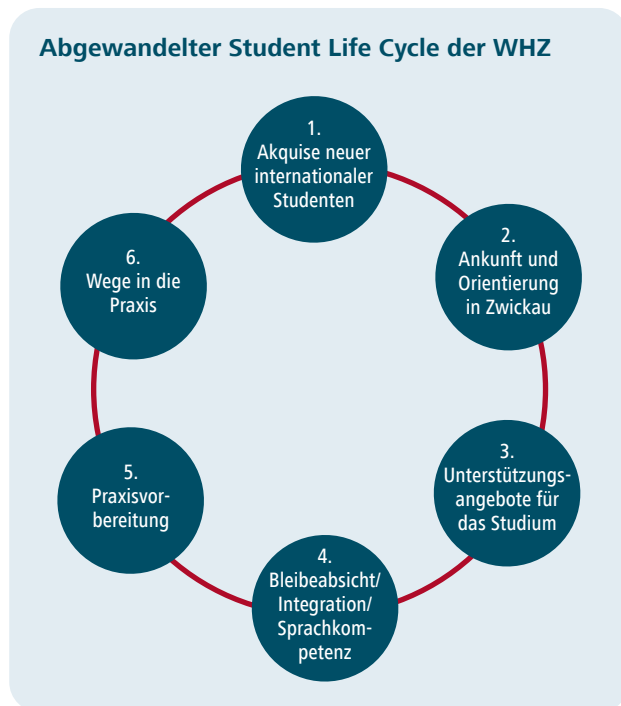 Abgewandelter Student Life Cycle der WHZ
1.
Akquise neuer
internationaler
Studenten
2.
Ankunft und
Orientierung
in Zwickau
3.
Unterstützungs-
angebote für
das Studium
4.
Bleibeabsicht/
Integration/
Sprachkom-
petenz
5.
Praxisvor-
bereitung
6.
Wege in die
Praxis